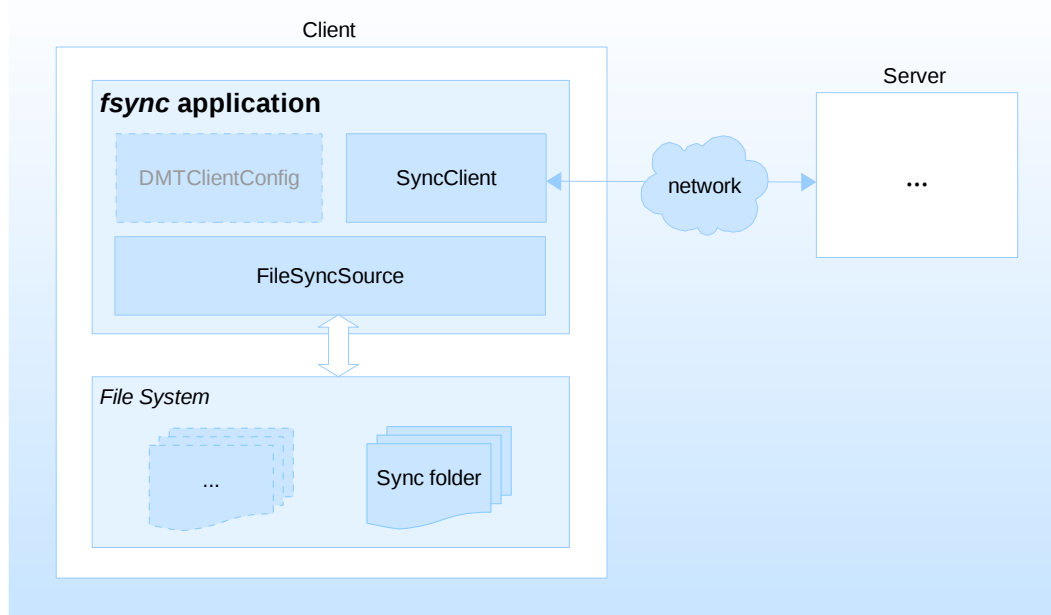 Client
Server
fsync application
DMTClientConfig
SyncClient
network
...
FileSyncSource
File System
...
Sync folder